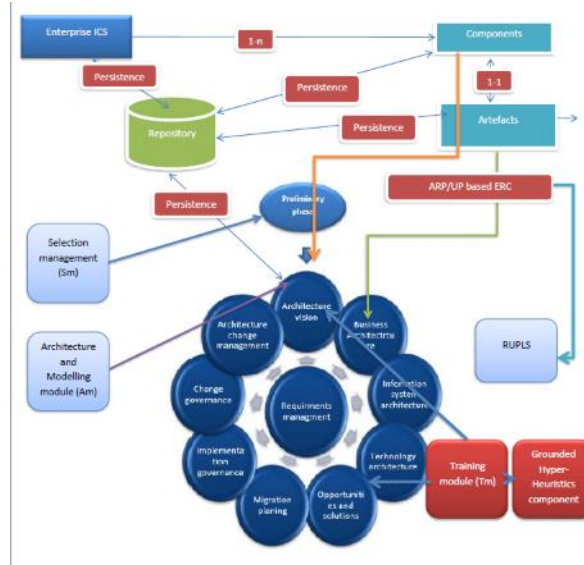 Enterprise ICS
1-n
Components
Persistence
Persistence
1-1
Repository
Persistence
Artefacts
ARP/UP based ERC
Persistence
Preliminary
phase
Selection
management
(Sm)
Architecture
vision
Architecture
change
management
Business
Architectrture
RUPLS
Architecture
and
Modelling
module (Am)
Change
governance
Requirments
managment
Information
system
architecture
Implementa
tion
governance
Technology
architecture
Training
module (Tm)
Grounded
Hyper-
Heuristics
component
Migration
planing
Opportuniti
es and
solutions